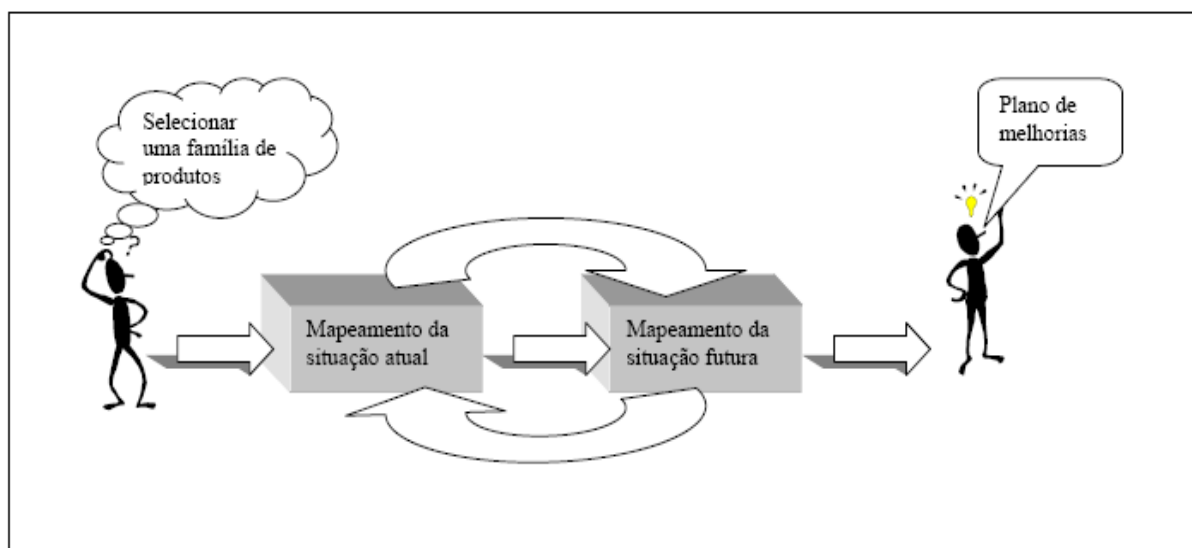 Selecionar
uma família de
produtos
Mapeamento da
situação atual
Mapeamento da
situação futura
Plano de
melhorias